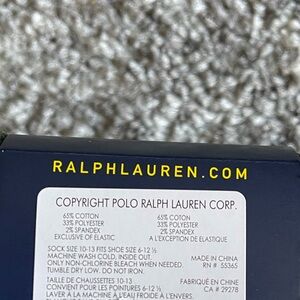 RALPHLAUREN.COM
COPYRIGHT POLO RALPH LAUREN CORP.
65% COTTON
33% POLYESTER
2% SPANDEX
EXCLUSIVE OF ELASTIC
65% COTON
33% POLYESTER
2% SPANDEX
A L'EXCEPTION DE ELASTIQUE
SOCK SIZE 10-13 FITS SHOE SIZE 6-12 ½
MACHINE WASH COLD, INSIDE OUT.
ONLY NON-CHLORINE BLEACH WHEN NEEDED.
TUMBLE DRY LOW. DO NOT IRON.
MADE IN CHINA
RN # 55365
TAILLE DE CHAUSSETTES 10-13
CONVIENT POUR LES POINTURES 6-12 ½
LAVER A LA MACHINE A L'EAU FROIDE A L'ENVERS.
FABRIQUÉ EN CHINE
CA # 29278